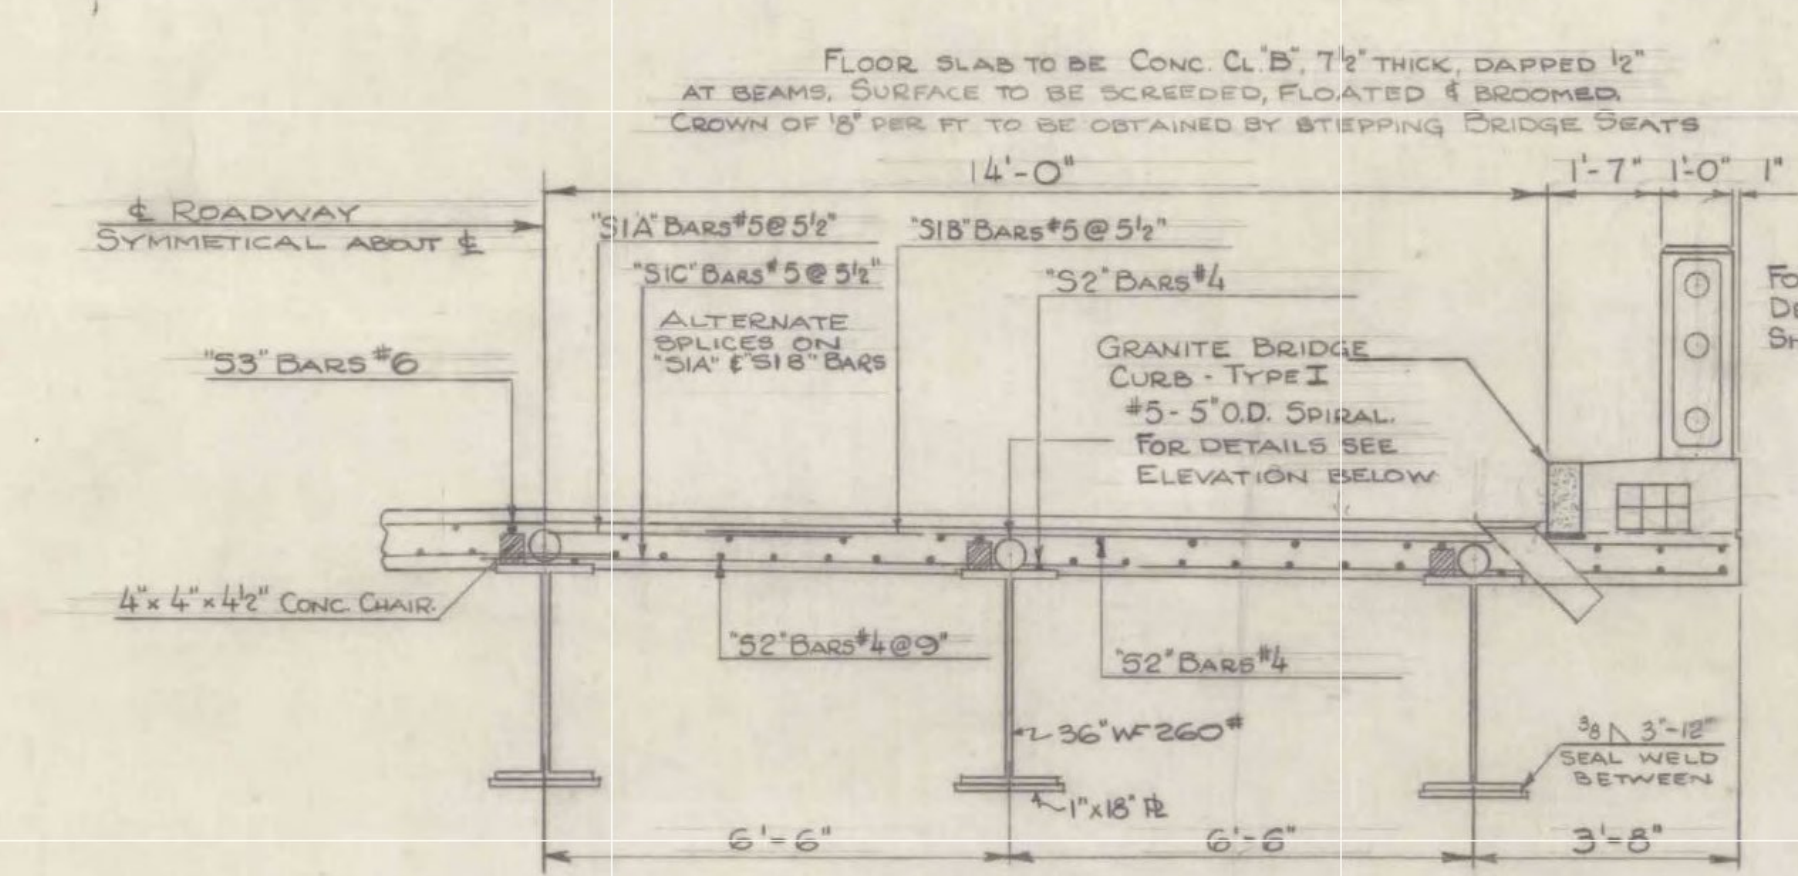 FLOOR SLAB TO BE CONC. CL."B", 7½" THICK, DAPPED ½"
AT BEAMS. SURFACE TO BE SCREEDED, FLOATED & BROOMED.
CROWN OF ⅛" PER FT TO BE OBTAINED BY STEPPING BRIDGE SEATS
14'-0"
1'-7"
1'-0"
1"
℄ ROADWAY
SYMMETICAL ABOUT ℄
"S1A" BARS #5 @ 5½"
"S1B" BARS #5 @ 5½"
"S1C" BARS #5 @ 5½"
"S2" BARS #4
ALTERNATE
SPLICES ON
"S1A" & "S1B" BARS
"S3" BARS #6
GRANITE BRIDGE
CURB - TYPE I
#5 - 5" O.D. SPIRAL.
FOR DETAILS SEE
ELEVATION BELOW
FO
DE
SH
4" x 4" x 4½" CONC. CHAIR.
"S2" BARS #4 @ 9"
"S2" BARS #4
36" WF 260#
1" x 18" PL
3/8 3"-12"
SEAL WELD
BETWEEN
6'-6"
6'-6"
3'-8"